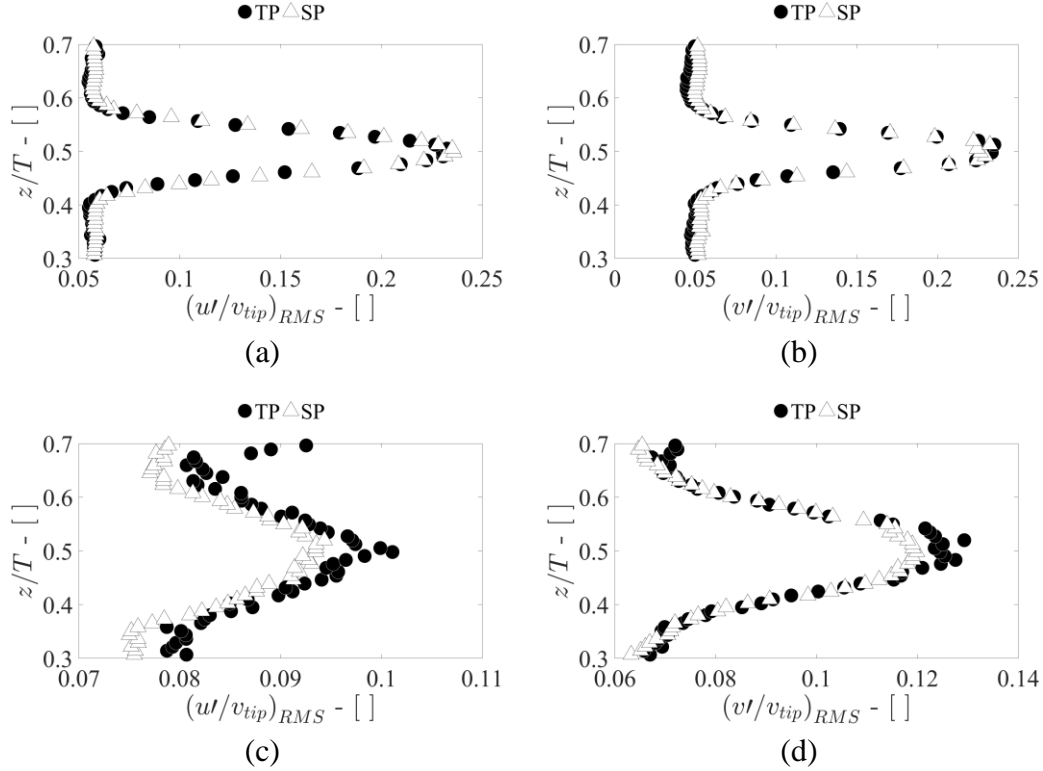 ● TP △ SP
0.7
0.6
0.5
0.4
0.3
z/T - [ ]
0.05 0.1 0.15 0.2 0.25
(u′/v_tip)_RMS - [ ]
(a)
● TP △ SP
0.7
0.6
0.5
0.4
0.3
z/T - [ ]
0 0.05 0.1 0.15 0.2 0.25
(v′/v_tip)_RMS - [ ]
(b)
● TP △ SP
0.7
0.6
0.5
0.4
0.3
z/T - [ ]
0.07 0.08 0.09 0.1 0.11
(u′/v_tip)_RMS - [ ]
(c)
● TP △ SP
0.7
0.6
0.5
0.4
0.3
z/T - [ ]
0.06 0.08 0.1 0.12 0.14
(v′/v_tip)_RMS - [ ]
(d)